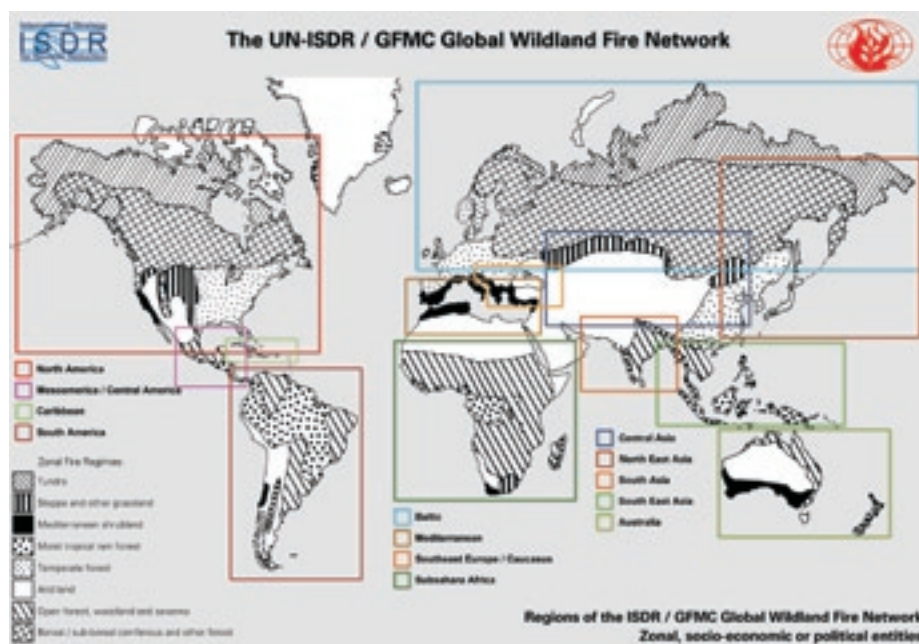 International Strategy
ISDR
The UN-ISDR / GFMC Global Wildland Fire Network
North America
Mesoamerica / Central America
Caribbean
South America
Zonal Fire Regimes:
Tundra
Steppe and other grassland
Mediterranean shrubland
Moist tropical rain forest
Temperate forest
Arid land
Open forest, woodland and savanna
Boreal / sub-boreal coniferous and other forest
Baltic
Mediterranean
Southeast Europe / Caucasus
Subsahara Africa
Central Asia
North East Asia
South Asia
South East Asia
Australia
Regions of the ISDR / GFMC Global Wildland Fire Network
Zonal, socio-economic or political entities